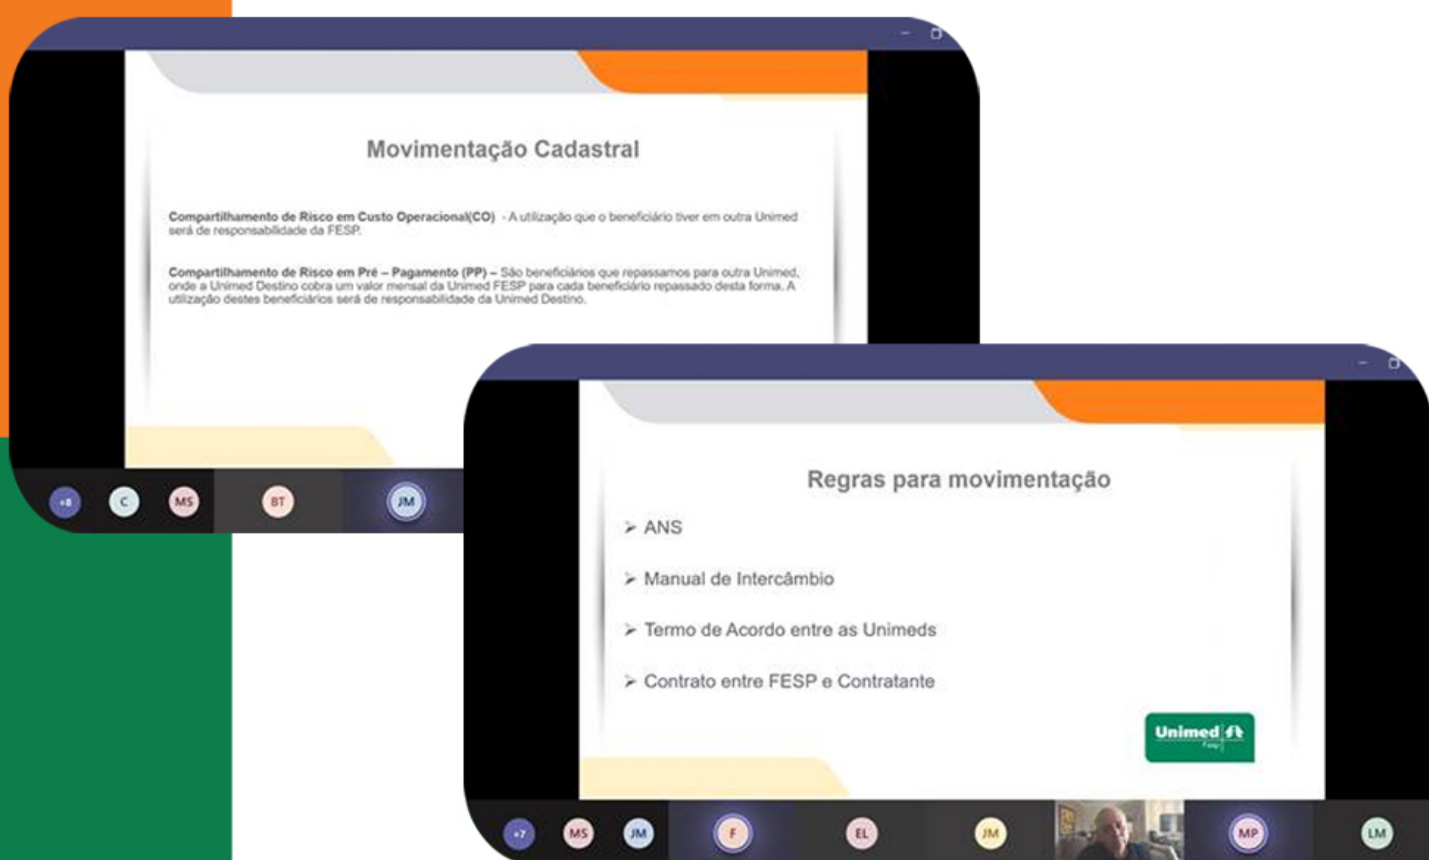 Movimentação Cadastral
Compartilhamento de Risco em Custo Operacional(CO) - A utilização que o beneficiário tiver em outra Unimed
será de responsabilidade da FESP.
Compartilhamento de Risco em Pré – Pagamento (PP) – São beneficiários que repassamos para outra Unimed,
onde a Unimed Destino cobra um valor mensal da Unimed FESP para cada beneficiário repassado desta forma. A
utilização destes beneficiários será de responsabilidade da Unimed Destino.
+8
C
MS
BT
JM
Regras para movimentação
➢ ANS
➢ Manual de Intercâmbio
➢ Termo de Acordo entre as Unimeds
➢ Contrato entre FESP e Contratante
Unimed
Fesp
+7
MS
JM
F
EL
JM
MP
LM